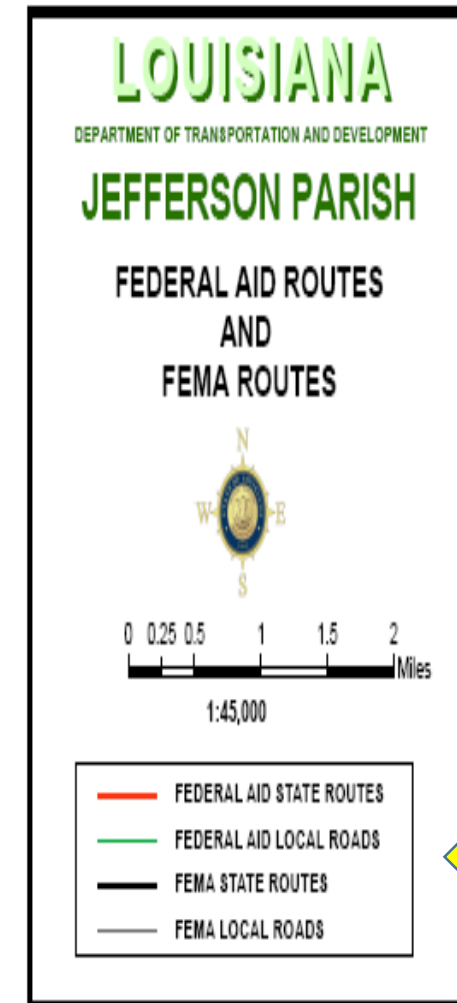 LOUISIANA
DEPARTMENT OF TRANSPORTATION AND DEVELOPMENT
JEFFERSON PARISH
FEDERAL AID ROUTES
AND
FEMA ROUTES
N
W E
S
0 0.25 0.5 1 1.5 2
Miles
1:45,000
FEDERAL AID STATE ROUTES
FEDERAL AID LOCAL ROADS
FEMA STATE ROUTES
FEMA LOCAL ROADS